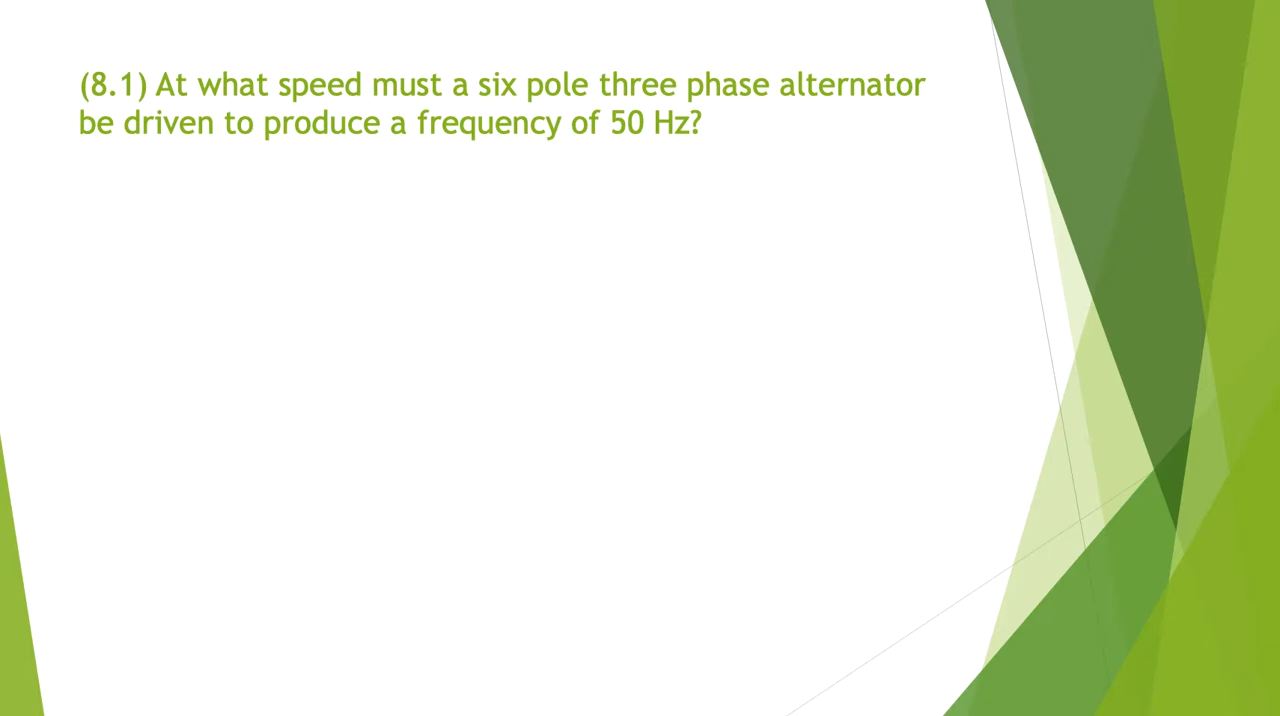 (8.1) At what speed must a six pole three phase alternator
be driven to produce a frequency of 50 Hz?